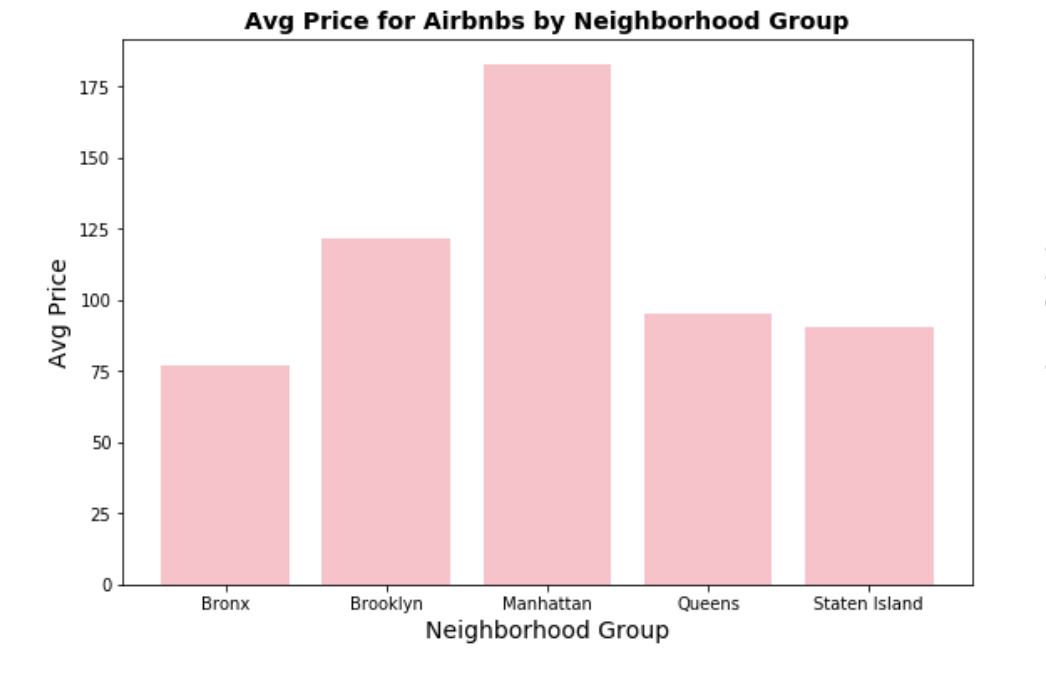 Avg Price for Airbnbs by Neighborhood Group
Avg Price
175
150
125
100
75
50
25
0
Bronx Brooklyn Manhattan Queens Staten Island
Neighborhood Group